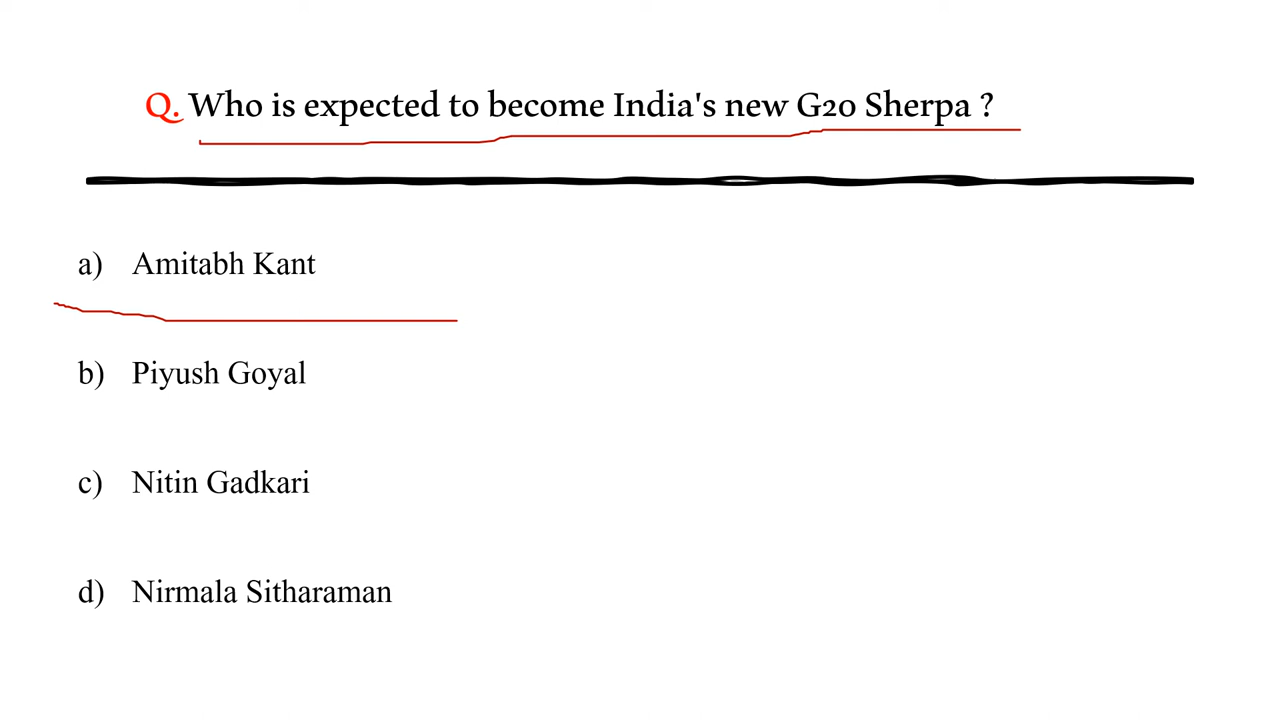 Q. Who is expected to become India's new G20 Sherpa ?
a) Amitabh Kant
b) Piyush Goyal
c) Nitin Gadkari
d) Nirmala Sitharaman